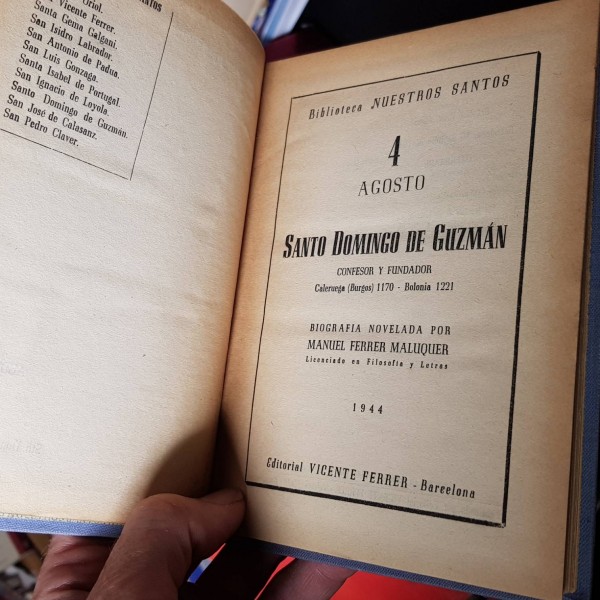 SANTOS
Oriol.
Vicente Ferrer.
Santa Gema Galgani.
San Isidro Labrador.
San Antonio de Padua.
San Luis Gonzaga.
Santa Isabel de Portugal.
San Ignacio de Loyola.
Santo Domingo de Guzmán.
San José de Calasanz.
San Pedro Claver.
Biblioteca NUESTROS SANTOS
4
AGOSTO
SANTO DOMINGO DE GUZMÁN
CONFESOR Y FUNDADOR
Caleruega (Burgos) 1170 - Bolonia 1221
BIOGRAFIA NOVELADA POR
MANUEL FERRER MALUQUER
Licenciado en Filosofía y Letras
1944
Editorial VICENTE FERRER - Barcelona